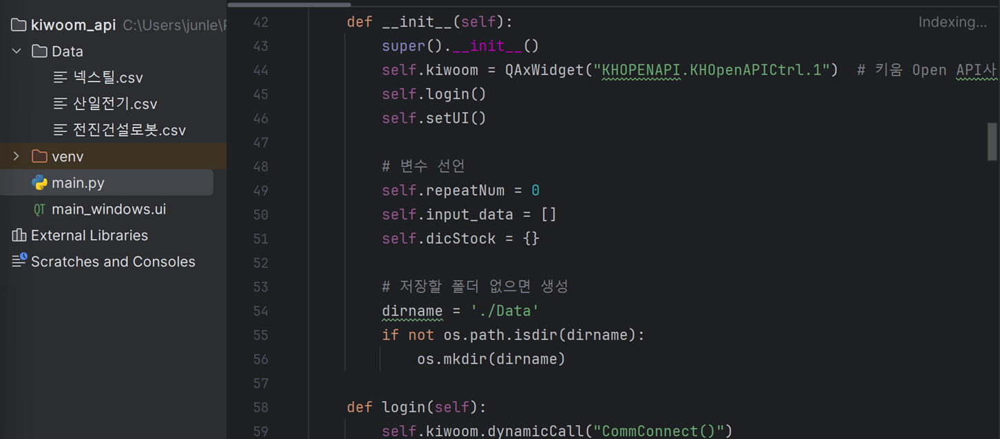 kiwoom_api C:\Users\junle\
Data
넥스틸.csv
산일전기.csv
전진건설로봇.csv
venv
main.py
main_windows.ui
External Libraries
Scratches and Consoles
Indexing...
42 def __init__(self):
43 super().__init__()
44 self.kiwoom = QAxWidget("KHOPENAPI.KHOpenAPICtrl.1") # 키움 Open API사
45 self.login()
46 self.setUI()
47
48 # 변수 선언
49 self.repeatNum = 0
50 self.input_data = []
51 self.dicStock = {}
52
53 # 저장할 폴더 없으면 생성
54 dirname = './Data'
55 if not os.path.isdir(dirname):
56 os.mkdir(dirname)
57
58 def login(self):
59 self.kiwoom.dynamicCall("CommConnect()")